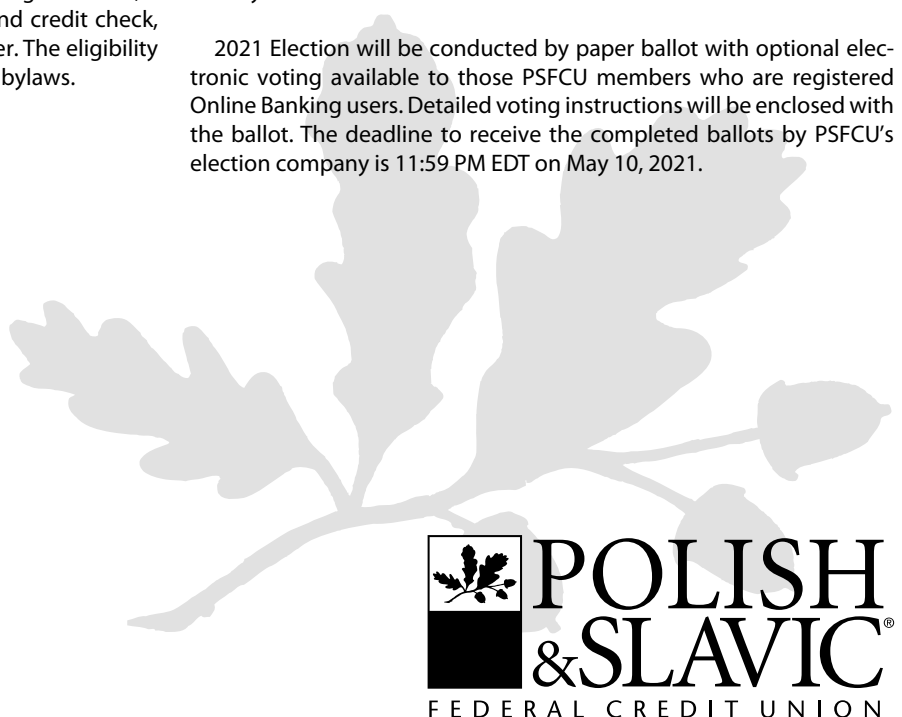 nd credit check,
er. The eligibility
bylaws.
2021 Election will be conducted by paper ballot with optional elec-
tronic voting available to those PSFCU members who are registered
Online Banking users. Detailed voting instructions will be enclosed with
the ballot. The deadline to receive the completed ballots by PSFCU's
election company is 11:59 PM EDT on May 10, 2021.
POLISH
&SLAVIC®
FEDERAL CREDIT UNION